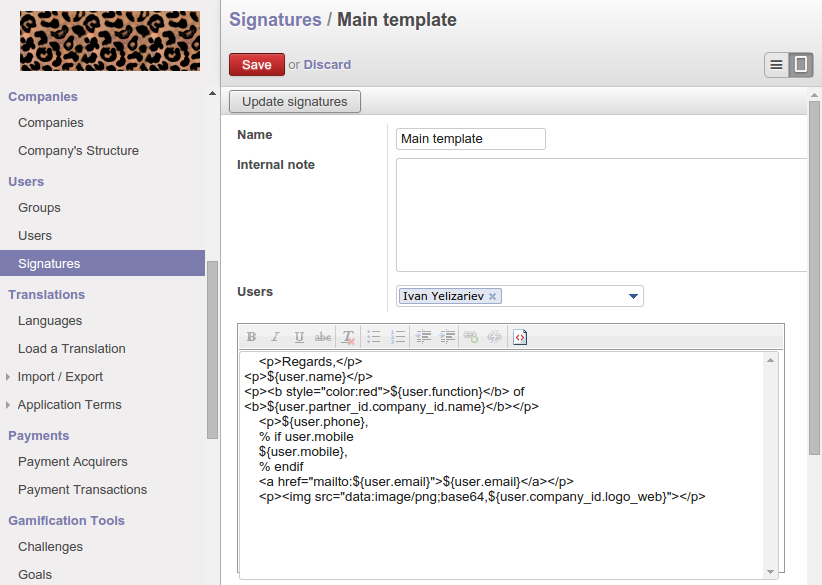 Signatures / Main template
Save or Discard
Companies
Companies
Company's Structure
Users
Groups
Users
Signatures
Translations
Languages
Load a Translation
Import / Export
Application Terms
Payments
Payment Acquirers
Payment Transactions
Gamification Tools
Challenges
Goals
Update signatures
Name
Main template
Internal note
Users
Ivan Yelizariev ×
B I U abc Tx
<p>Regards,</p>
<p>${user.name}</p>
<p><b style="color:red">${user.function}</b> of
<b>${user.partner_id.company_id.name}</b></p>
<p>${user.phone},
% if user.mobile
${user.mobile},
% endif
<a href="mailto:${user.email}">${user.email}</a></p>
<p><img src="data:image/png;base64,${user.company_id.logo_web}"></p>